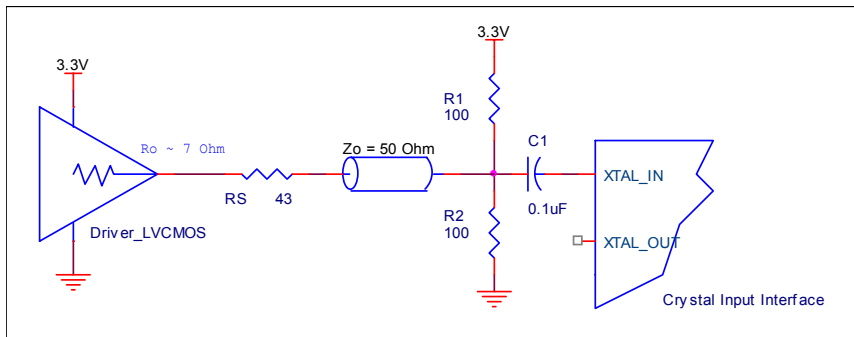 3.3V
3.3V
R1
100
Ro ~ 7 Ohm
Zo = 50 Ohm
C1
XTAL_IN
RS 43
R2
100
0.1uF
XTAL_OUT
Driver_LVCMOS
Crystal Input Interface